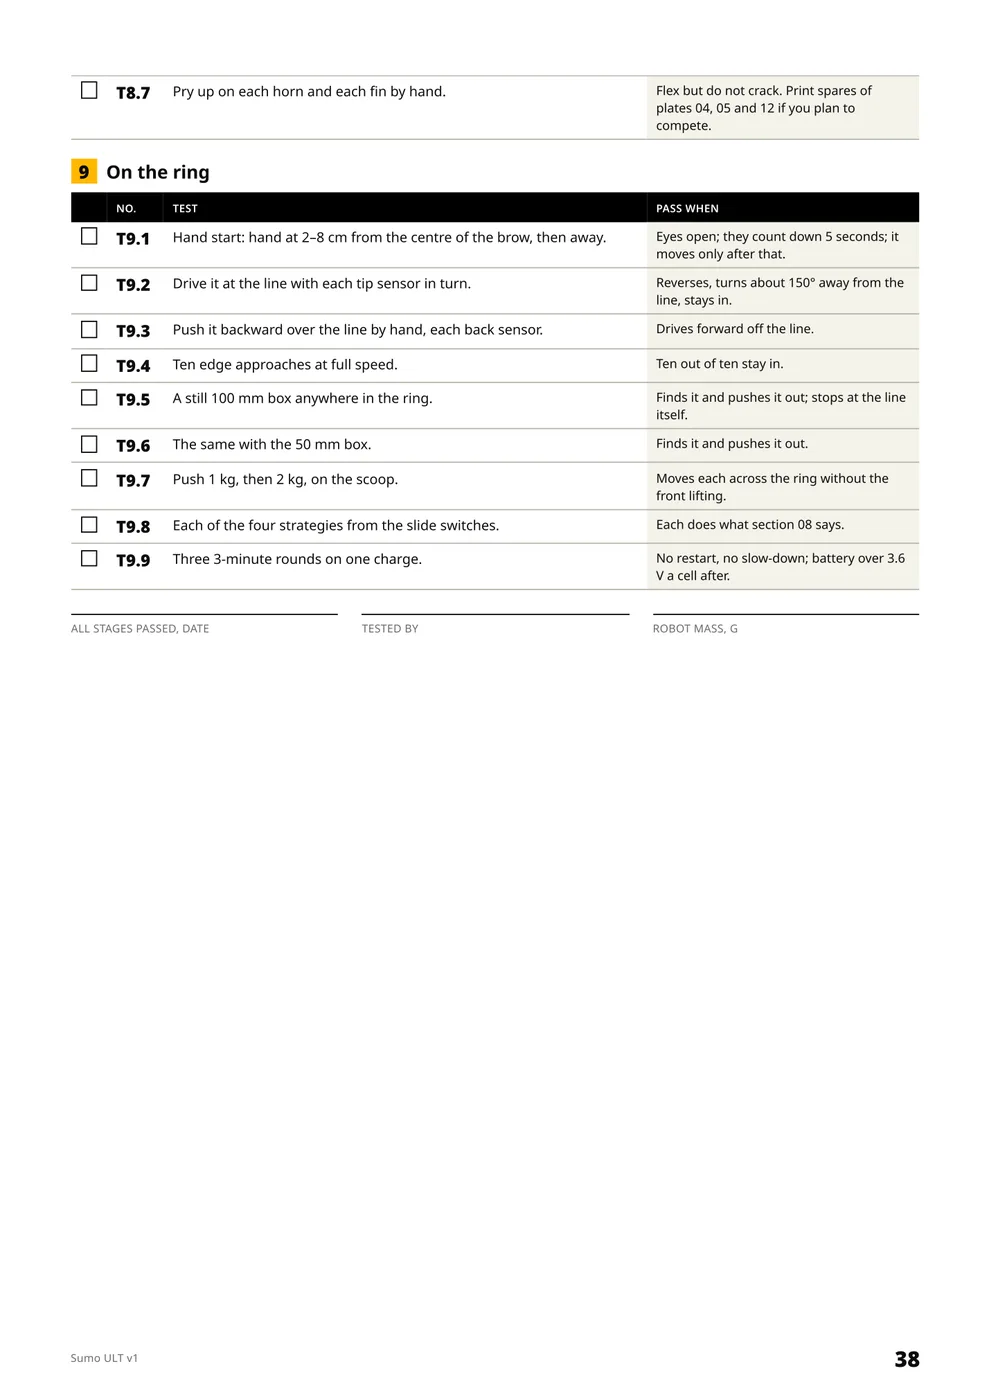 T8.7 Pry up on each horn and each fin by hand. Flex but do not crack. Print spares of
plates 04, 05 and 12 if you plan to
compete.
9 On the ring
NO. TEST PASS WHEN
T9.1 Hand start: hand at 2–8 cm from the centre of the brow, then away. Eyes open; they count down 5 seconds; it
moves only after that.
T9.2 Drive it at the line with each tip sensor in turn. Reverses, turns about 150° away from the
line, stays in.
T9.3 Push it backward over the line by hand, each back sensor. Drives forward off the line.
T9.4 Ten edge approaches at full speed. Ten out of ten stay in.
T9.5 A still 100 mm box anywhere in the ring. Finds it and pushes it out; stops at the line
itself.
T9.6 The same with the 50 mm box. Finds it and pushes it out.
T9.7 Push 1 kg, then 2 kg, on the scoop. Moves each across the ring without the
front lifting.
T9.8 Each of the four strategies from the slide switches. Each does what section 08 says.
T9.9 Three 3-minute rounds on one charge. No restart, no slow-down; battery over 3.6
V a cell after.
ALL STAGES PASSED, DATE TESTED BY ROBOT MASS, G
Sumo ULT v1 38